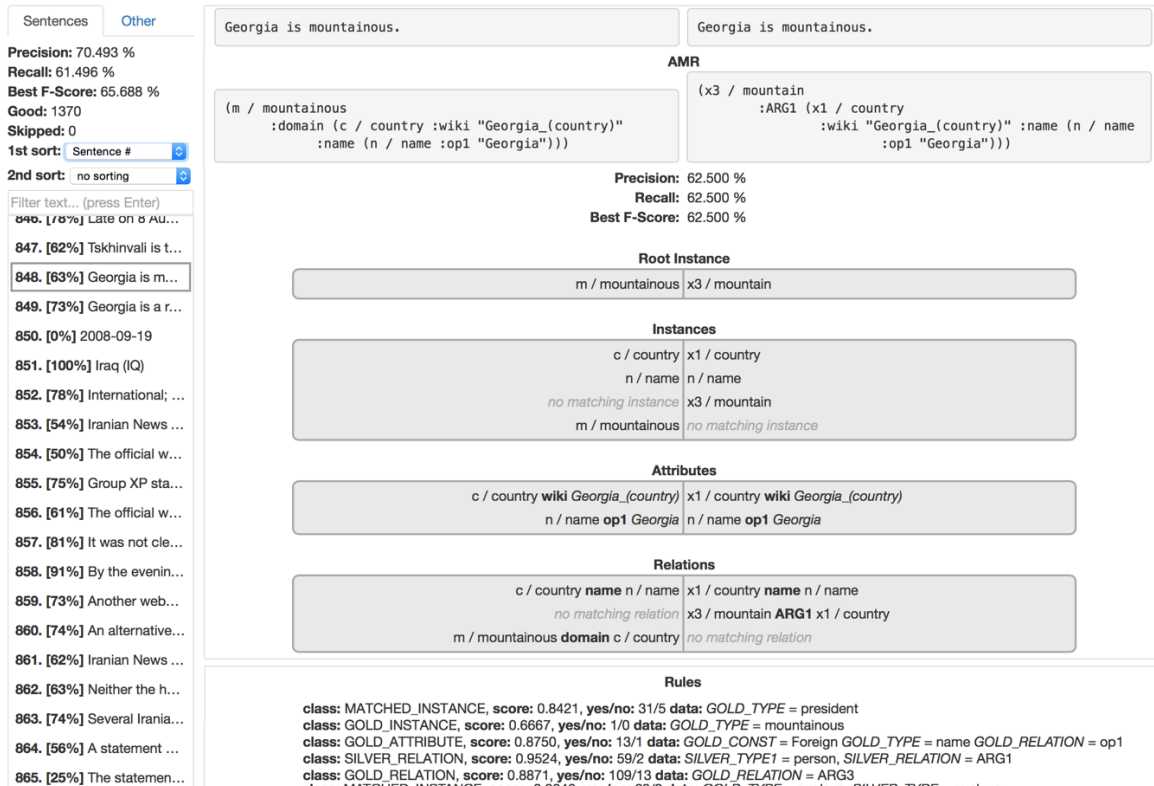 Sentences Other
Precision: 70.493 %
Recall: 61.496 %
Best F-Score: 65.688 %
Good: 1370
Skipped: 0
1st sort: Sentence #
2nd sort: no sorting
Filter text... (press Enter)
846. [78%] Late on 8 Au...
847. [62%] Tskhinvali is t...
848. [63%] Georgia is m...
849. [73%] Georgia is a r...
850. [0%] 2008-09-19
851. [100%] Iraq (IQ)
852. [78%] International; ...
853. [54%] Iranian News ...
854. [50%] The official w...
855. [75%] Group XP sta...
856. [61%] The official w...
857. [81%] It was not cle...
858. [91%] By the evenin...
859. [73%] Another web...
860. [74%] An alternative...
861. [62%] Iranian News ...
862. [63%] Neither the h...
863. [74%] Several Irania...
864. [56%] A statement ...
865. [25%] The statemen...
Georgia is mountainous.
Georgia is mountainous.
AMR
(m / mountainous
:domain (c / country :wiki "Georgia_(country)"
:name (n / name :op1 "Georgia")))
(x3 / mountain
:ARG1 (x1 / country
:wiki "Georgia_(country)" :name (n / name
:op1 "Georgia")))
Precision: 62.500 %
Recall: 62.500 %
Best F-Score: 62.500 %
Root Instance
m / mountainous x3 / mountain
Instances
c / country x1 / country
n / name n / name
no matching instance x3 / mountain
m / mountainous no matching instance
Attributes
c / country wiki Georgia_(country) x1 / country wiki Georgia_(country)
n / name op1 Georgia n / name op1 Georgia
Relations
c / country name n / name x1 / country name n / name
no matching relation x3 / mountain ARG1 x1 / country
m / mountainous domain c / country no matching relation
Rules
class: MATCHED_INSTANCE, score: 0.8421, yes/no: 31/5 data: GOLD_TYPE = president
class: GOLD_INSTANCE, score: 0.6667, yes/no: 1/0 data: GOLD_TYPE = mountainous
class: GOLD_ATTRIBUTE, score: 0.8750, yes/no: 13/1 data: GOLD_CONST = Foreign GOLD_TYPE = name GOLD_RELATION = op1
class: SILVER_RELATION, score: 0.9524, yes/no: 59/2 data: SILVER_TYPE1 = person, SILVER_RELATION = ARG1
class: GOLD_RELATION, score: 0.8871, yes/no: 109/13 data: GOLD_RELATION = ARG3